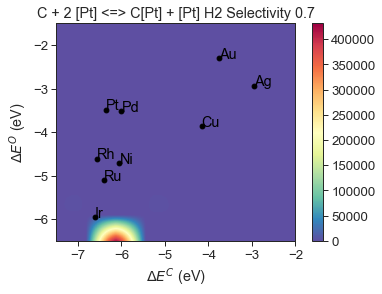 C + 2 [Pt] <=> C[Pt] + [Pt] H2 Selectivity 0.7
−2
−3
−4
−5
−6
ΔE^O (eV)
Au
Ag
Pt
Pd
Cu
Rh
Ni
Ru
Ir
−7
−6
−5
−4
−3
−2
ΔE^C (eV)
400000
350000
300000
250000
200000
150000
100000
50000
0